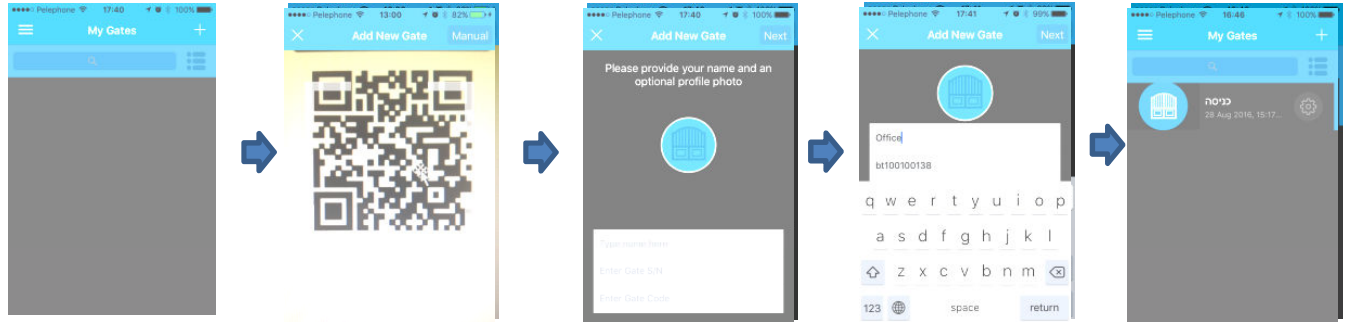 Pelephone 17:40 100%
My Gates
Pelephone 13:00 82%
Add New Gate Manual
Pelephone 17:40 100%
Add New Gate Next
Please provide your name and an
optional profile photo
Enter Gate S/N
Enter Gate Code
Pelephone 17:41 99%
Add New Gate Next
Office
bt100100138
q w e r t y u i o p
a s d f g h j k l
z x c v b n m
123 space return
Pelephone 16:46 100%
My Gates
כניסה
28 Aug 2016, 15:17...